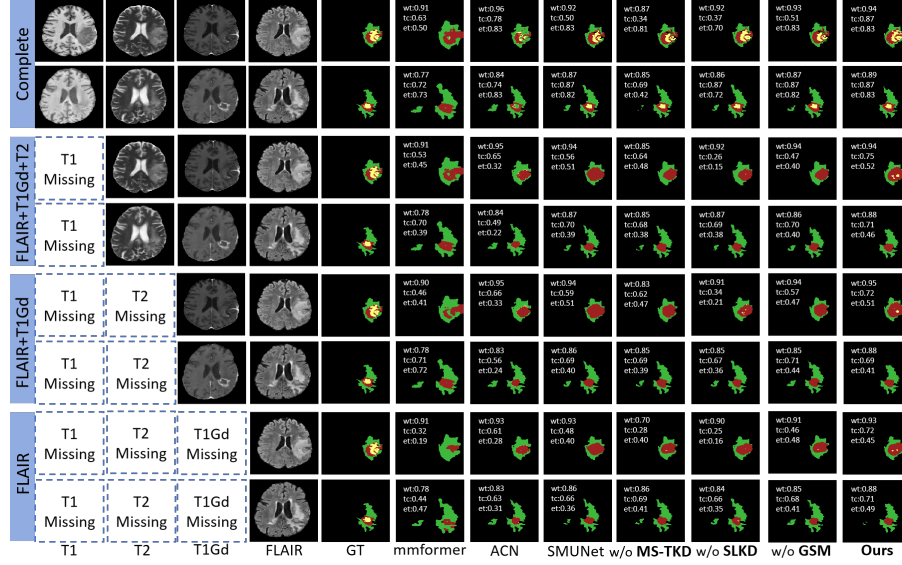 Complete
wt:0.91
tc:0.63
et:0.50
wt:0.96
tc:0.78
et:0.83
wt:0.92
tc:0.50
et:0.83
wt:0.87
tc:0.34
et:0.81
wt:0.92
tc:0.37
et:0.70
wt:0.93
tc:0.51
et:0.83
wt:0.94
tc:0.87
et:0.83
wt:0.77
tc:0.72
et:0.73
wt:0.84
tc:0.74
et:0.83
wt:0.87
tc:0.87
et:0.82
wt:0.85
tc:0.69
et:0.42
wt:0.86
tc:0.87
et:0.72
wt:0.87
tc:0.87
et:0.82
wt:0.89
tc:0.87
et:0.83
FLAIR+T1Gd+T2
T1
Missing
wt:0.91
tc:0.53
et:0.45
wt:0.95
tc:0.65
et:0.32
wt:0.94
tc:0.56
et:0.51
wt:0.85
tc:0.64
et:0.48
wt:0.92
tc:0.26
et:0.15
wt:0.94
tc:0.47
et:0.40
wt:0.94
tc:0.75
et:0.52
T1
Missing
wt:0.78
tc:0.70
et:0.39
wt:0.84
tc:0.49
et:0.22
wt:0.87
tc:0.70
et:0.39
wt:0.85
tc:0.68
et:0.38
wt:0.87
tc:0.69
et:0.38
wt:0.86
tc:0.70
et:0.40
wt:0.88
tc:0.71
et:0.46
FLAIR+T1Gd
T1
Missing
T2
Missing
wt:0.90
tc:0.46
et:0.41
wt:0.95
tc:0.66
et:0.33
wt:0.94
tc:0.59
et:0.51
wt:0.83
tc:0.62
et:0.47
wt:0.91
tc:0.34
et:0.21
wt:0.94
tc:0.57
et:0.47
wt:0.95
tc:0.72
et:0.51
T1
Missing
T2
Missing
wt:0.78
tc:0.71
et:0.72
wt:0.83
tc:0.56
et:0.24
wt:0.86
tc:0.69
et:0.40
wt:0.85
tc:0.69
et:0.39
wt:0.85
tc:0.67
et:0.36
wt:0.85
tc:0.71
et:0.44
wt:0.88
tc:0.69
et:0.41
FLAIR
T1
Missing
T2
Missing
T1Gd
Missing
wt:0.91
tc:0.32
et:0.19
wt:0.93
tc:0.61
et:0.28
wt:0.93
tc:0.48
et:0.40
wt:0.70
tc:0.28
et:0.40
wt:0.90
tc:0.25
et:0.16
wt:0.91
tc:0.46
et:0.48
wt:0.93
tc:0.72
et:0.45
T1
Missing
T2
Missing
T1Gd
Missing
wt:0.78
tc:0.44
et:0.47
wt:0.83
tc:0.63
et:0.31
wt:0.86
tc:0.66
et:0.36
wt:0.86
tc:0.69
et:0.41
wt:0.84
tc:0.66
et:0.35
wt:0.85
tc:0.68
et:0.41
wt:0.88
tc:0.71
et:0.49
T1 T2 T1Gd FLAIR GT mmformer ACN SMUNet w/o MS-TKD w/o SLKD w/o GSM Ours